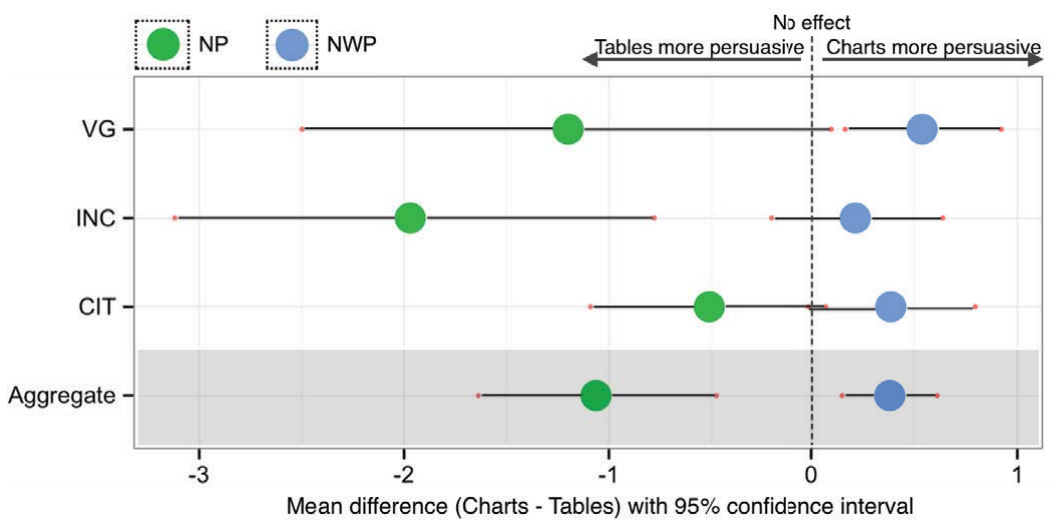 No effect
NP NWP Tables more persuasive Charts more persuasive
VG
INC
CIT
Aggregate
-3 -2 -1 0 1
Mean difference (Charts - Tables) with 95% confidence interval